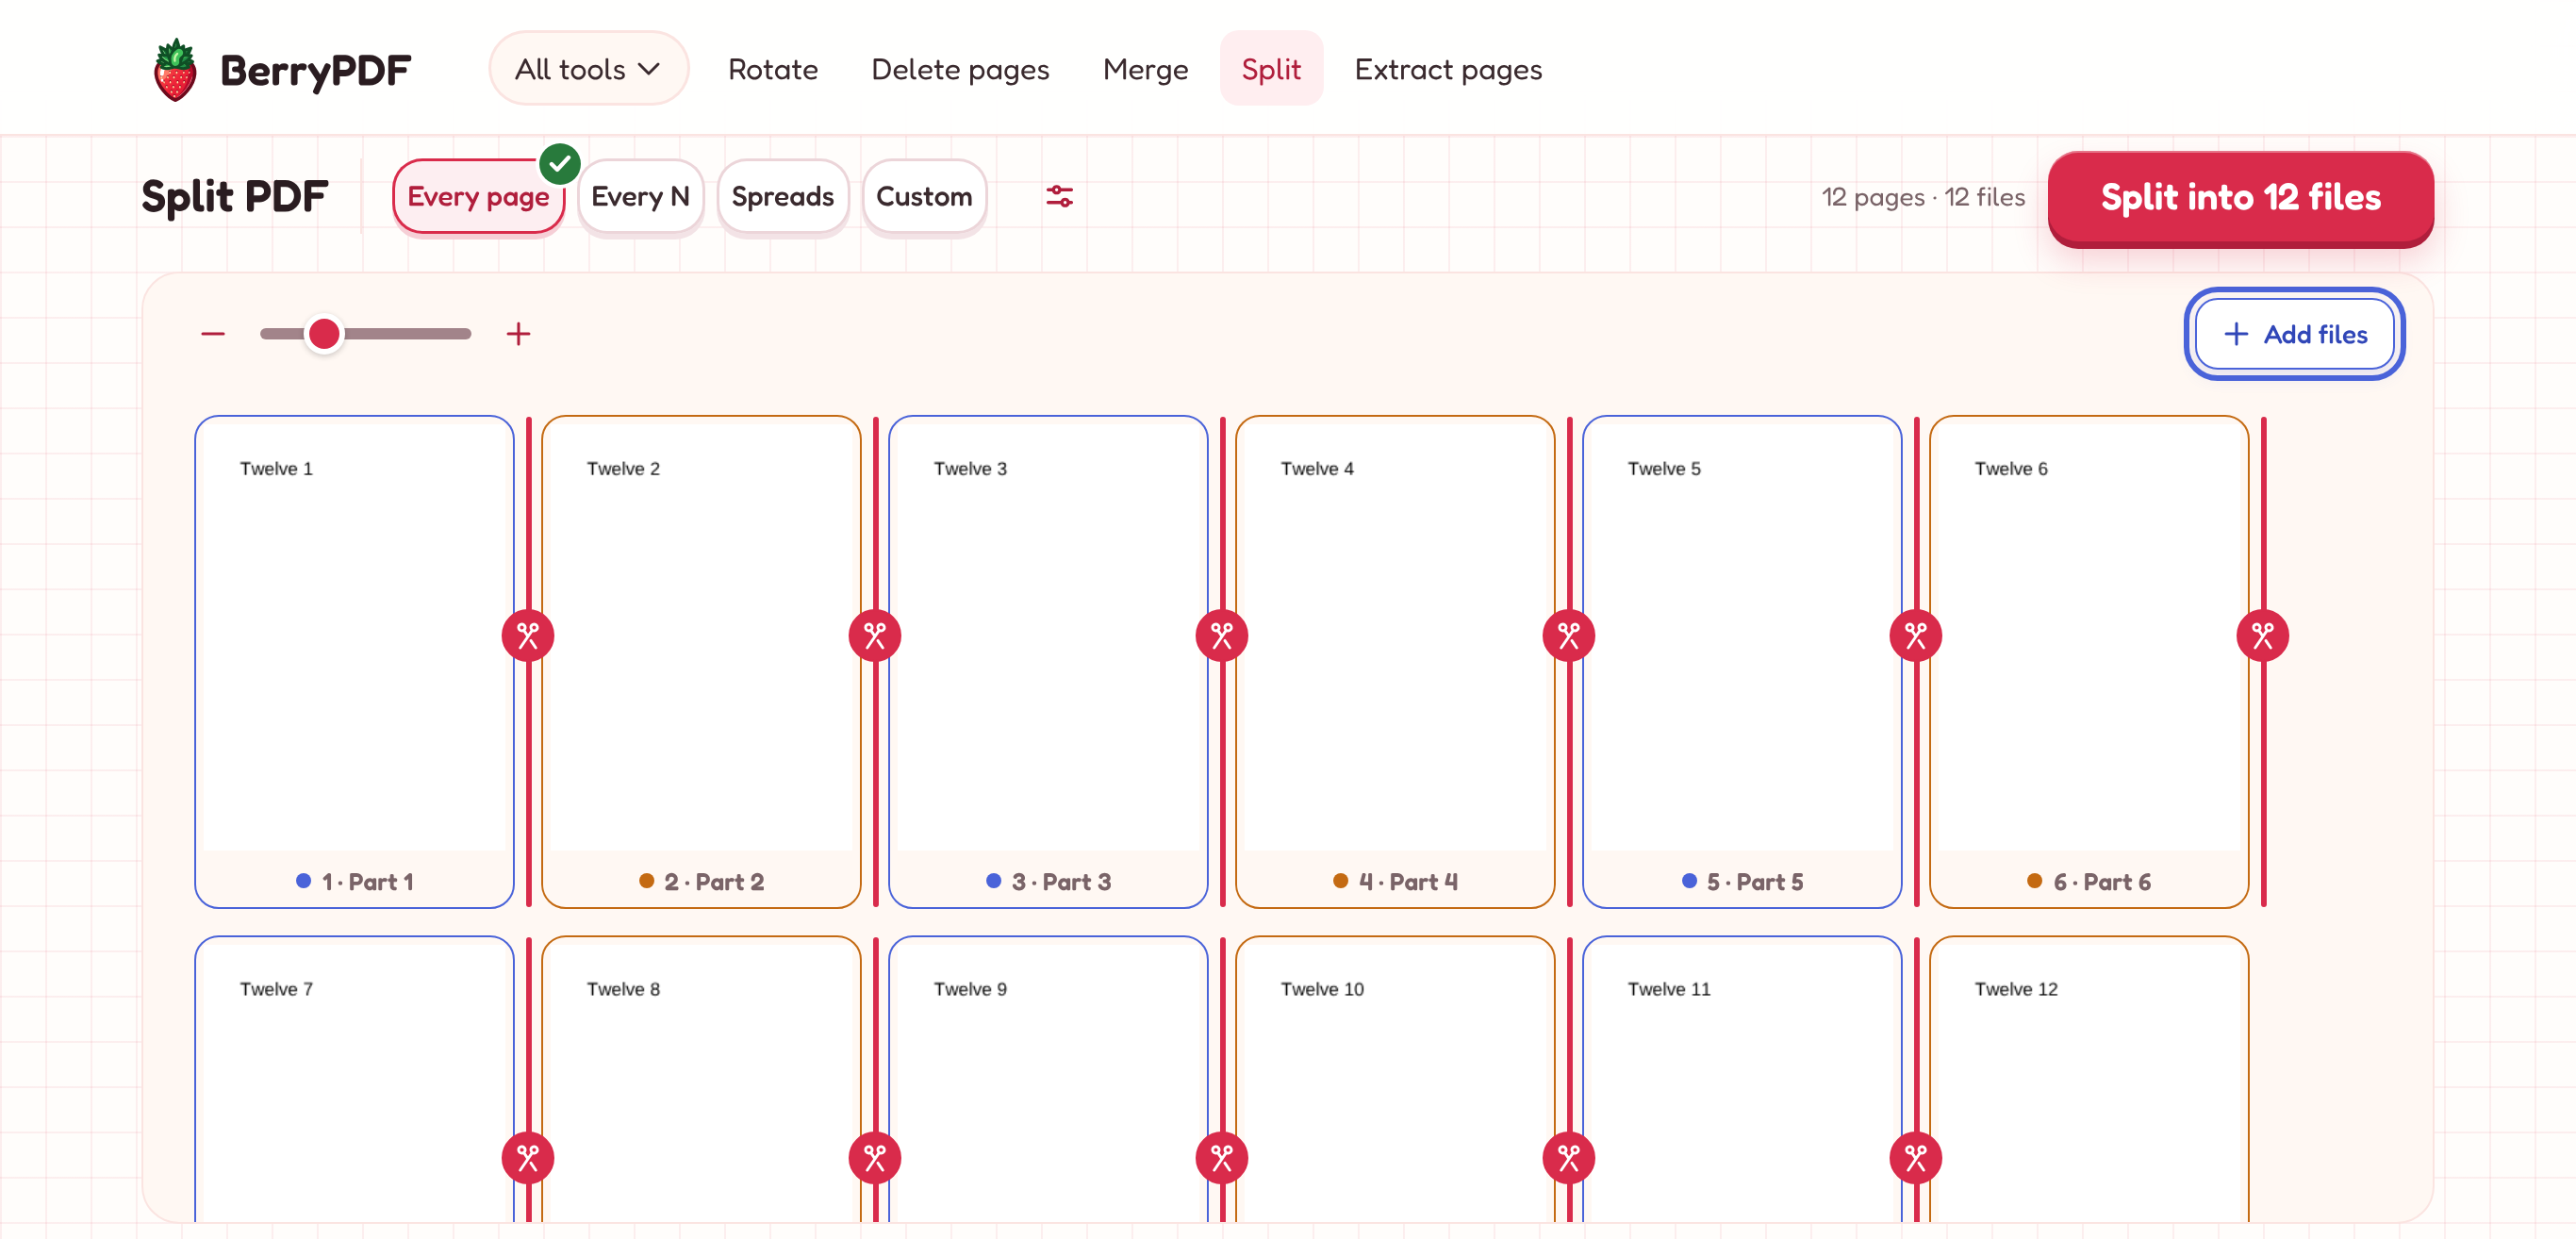 BerryPDF All tools Rotate Delete pages Merge Split Extract pages
Split PDF Every page Every N Spreads Custom 12 pages · 12 files Split into 12 files
Add files
Twelve 1 Twelve 2 Twelve 3 Twelve 4 Twelve 5 Twelve 6
1 · Part 1 2 · Part 2 3 · Part 3 4 · Part 4 5 · Part 5 6 · Part 6
Twelve 7 Twelve 8 Twelve 9 Twelve 10 Twelve 11 Twelve 12